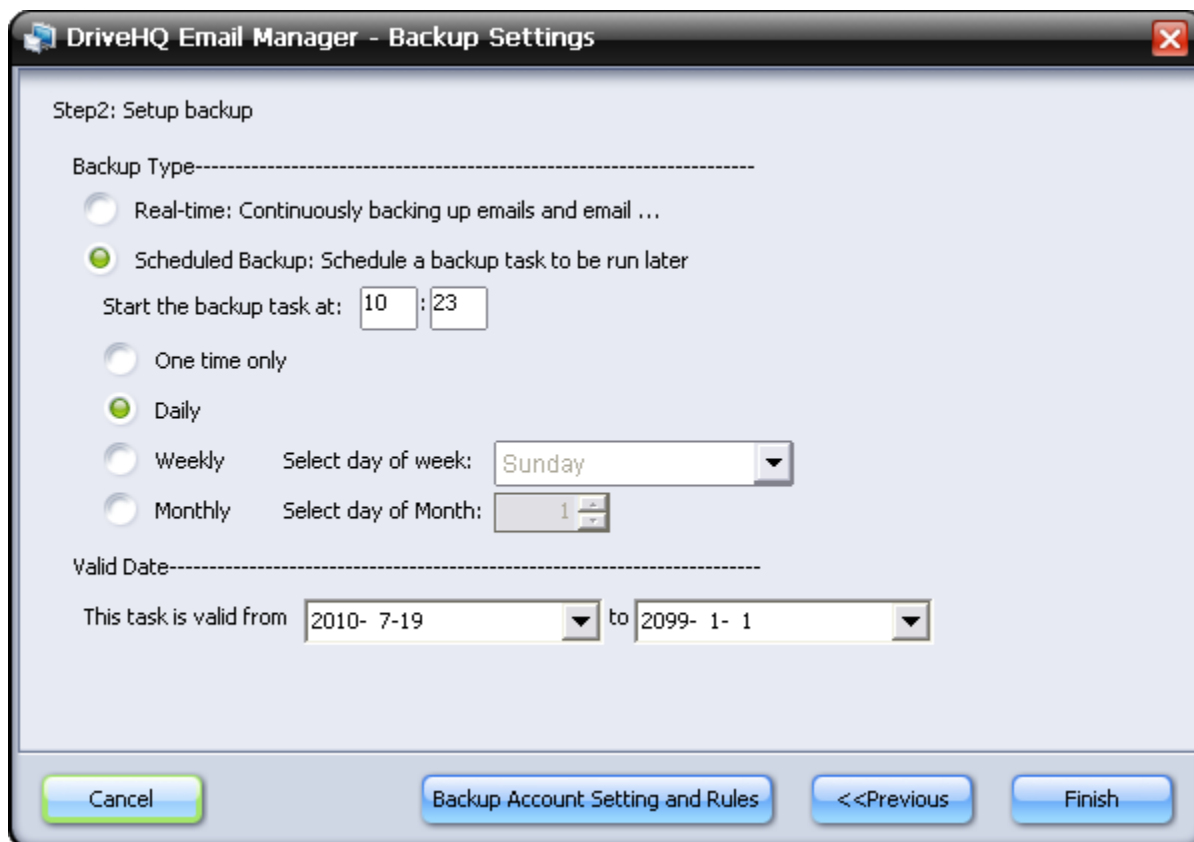 DriveHQ Email Manager - Backup Settings
Step2: Setup backup
Backup Type----------------------------------------------------------------------
Real-time: Continuously backing up emails and email ...
Scheduled Backup: Schedule a backup task to be run later
Start the backup task at: 10 : 23
One time only
Daily
Weekly Select day of week: Sunday
Monthly Select day of Month: 1
Valid Date--------------------------------------------------------------------------
This task is valid from 2010- 7-19 to 2099- 1- 1
Cancel Backup Account Setting and Rules <<Previous Finish